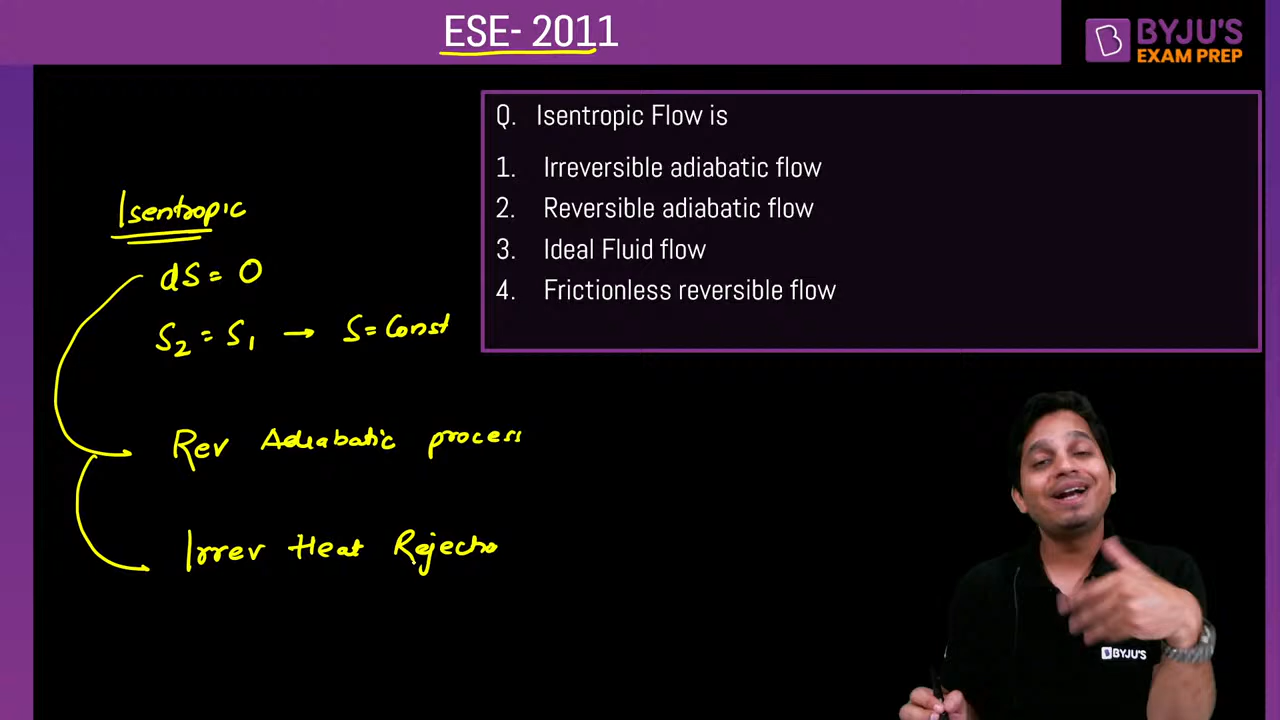 ESE- 2011
BYJU'S
EXAM PREP
Q. Isentropic Flow is
1. Irreversible adiabatic flow
2. Reversible adiabatic flow
3. Ideal Fluid flow
4. Frictionless reversible flow
Isentropic
dS = 0
S2 = S1 → S = Const
Rev Adiabatic process
Irrev Heat Rejectio
BYJU'S